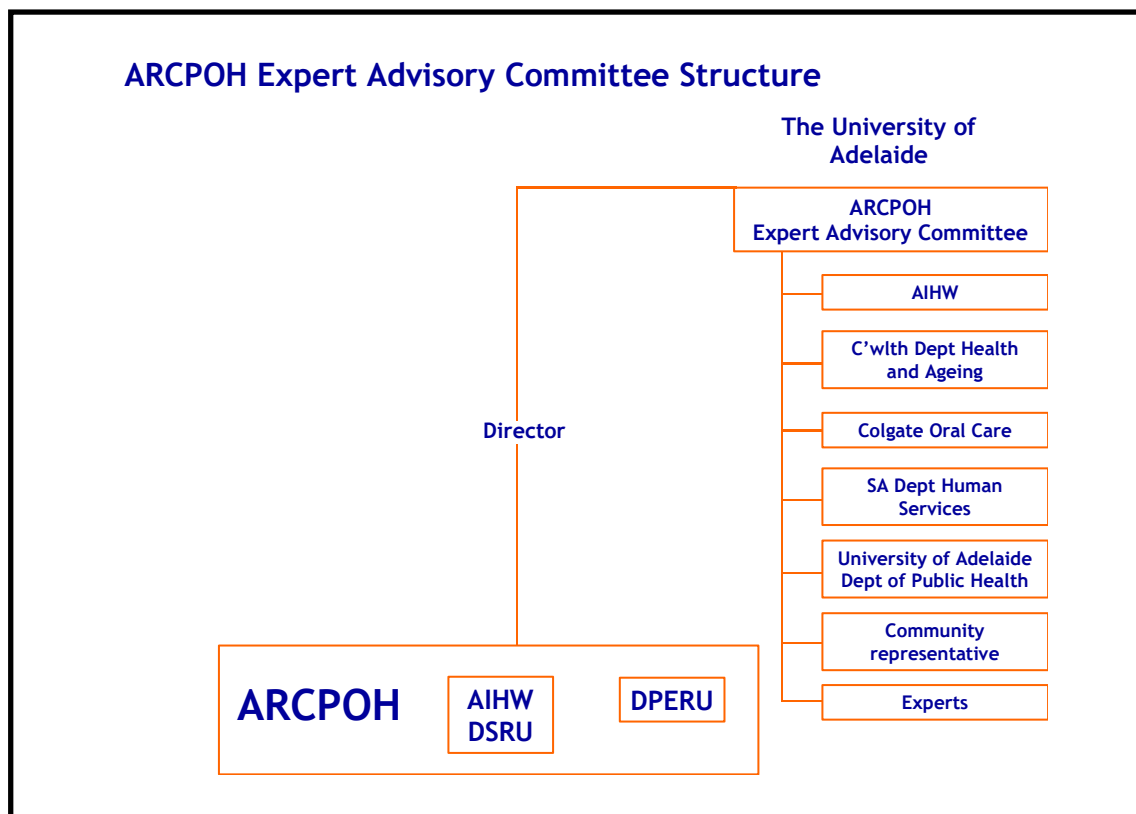 ARCPOH Expert Advisory Committee Structure
The University of
Adelaide
ARCPOH
Expert Advisory Committee
AIHW
C'wlth Dept Health
and Ageing
Colgate Oral Care
Director
SA Dept Human
Services
University of Adelaide
Dept of Public Health
Community
representative
Experts
ARCPOH
AIHW
DSRU
DPERU